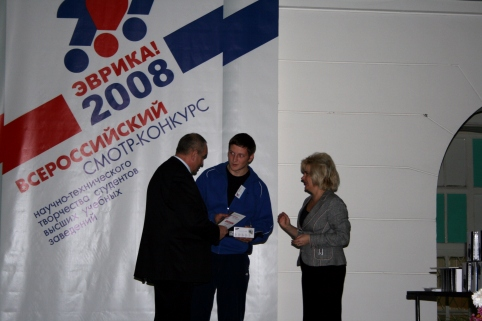 ЭВРИКА!
2008
ВСЕРОССИЙСКИЙ
СМОТР-КОНКУРС
научно-технического
творчества студентов
высших учебных
заведений